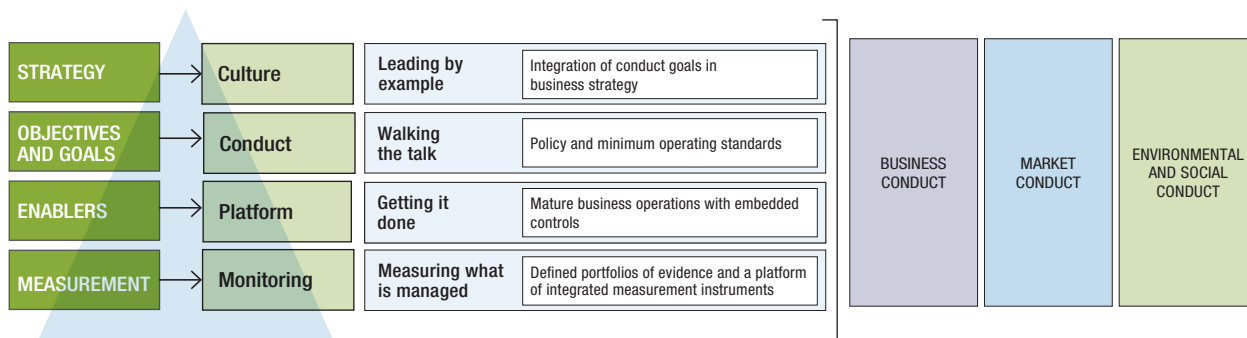 STRATEGY
Culture
Leading by
example
Integration of conduct goals in
business strategy
OBJECTIVES
AND GOALS
Conduct
Walking
the talk
Policy and minimum operating standards
ENABLERS
Platform
Getting it
done
Mature business operations with embedded
controls
MEASUREMENT
Monitoring
Measuring what
is managed
Defined portfolios of evidence and a platform
of integrated measurement instruments
BUSINESS
CONDUCT
MARKET
CONDUCT
ENVIRONMENTAL
AND SOCIAL
CONDUCT